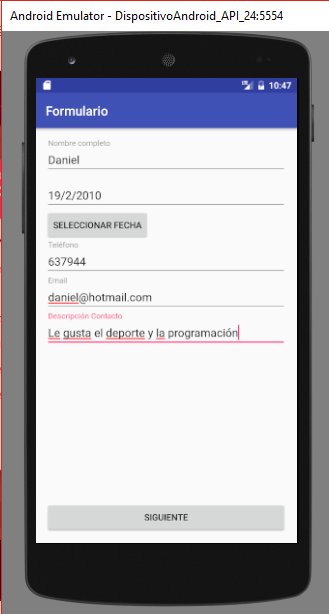 Android Emulator - DispositivoAndroid_API_24:5554
10:47
Formulario
Nombre completo
Daniel
19/2/2010
SELECCIONAR FECHA
Teléfono
637944
Email
daniel@hotmail.com
Descripción Contacto
Le gusta el deporte y la programación
SIGUIENTE